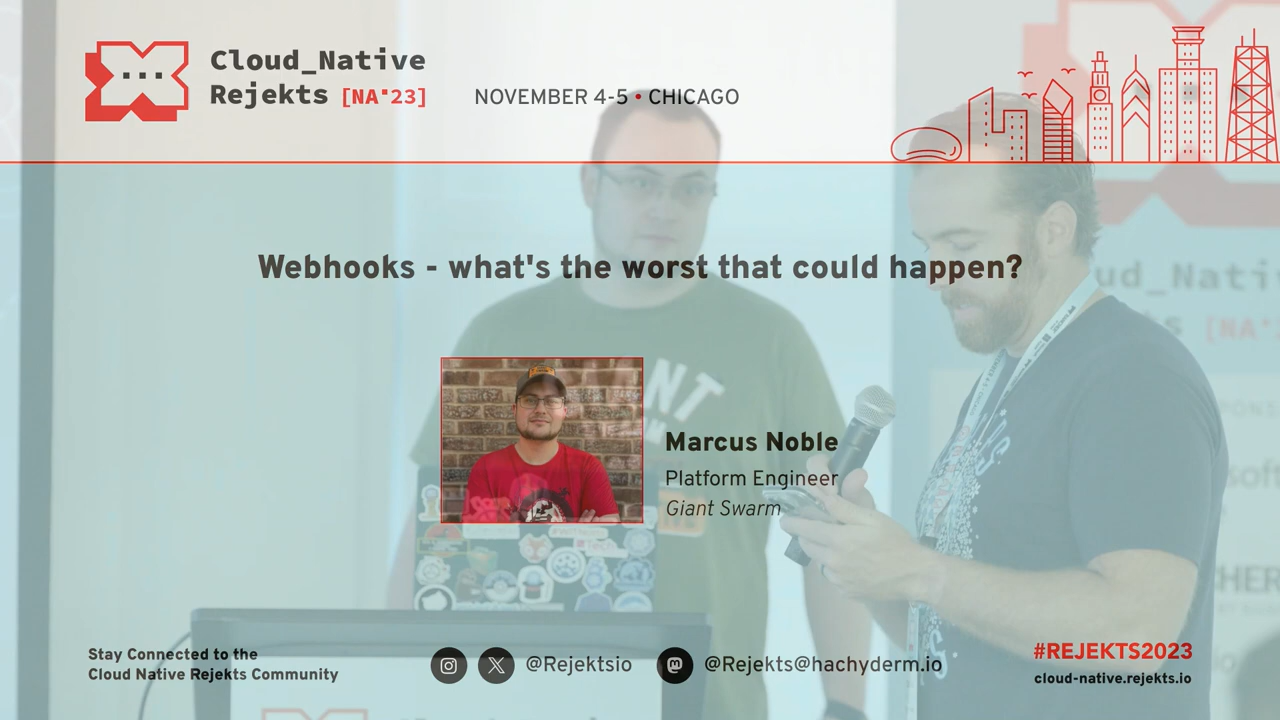 Cloud_Native
Rejekts [NA'23]
NOVEMBER 4-5 • CHICAGO
Webhooks - what's the worst that could happen?
Marcus Noble
Platform Engineer
Giant Swarm
Stay Connected to the
Cloud Native Rejekts Community
@Rejektsio
@Rejekts@hachyderm.io
#REJEKTS2023
cloud-native.rejekts.io